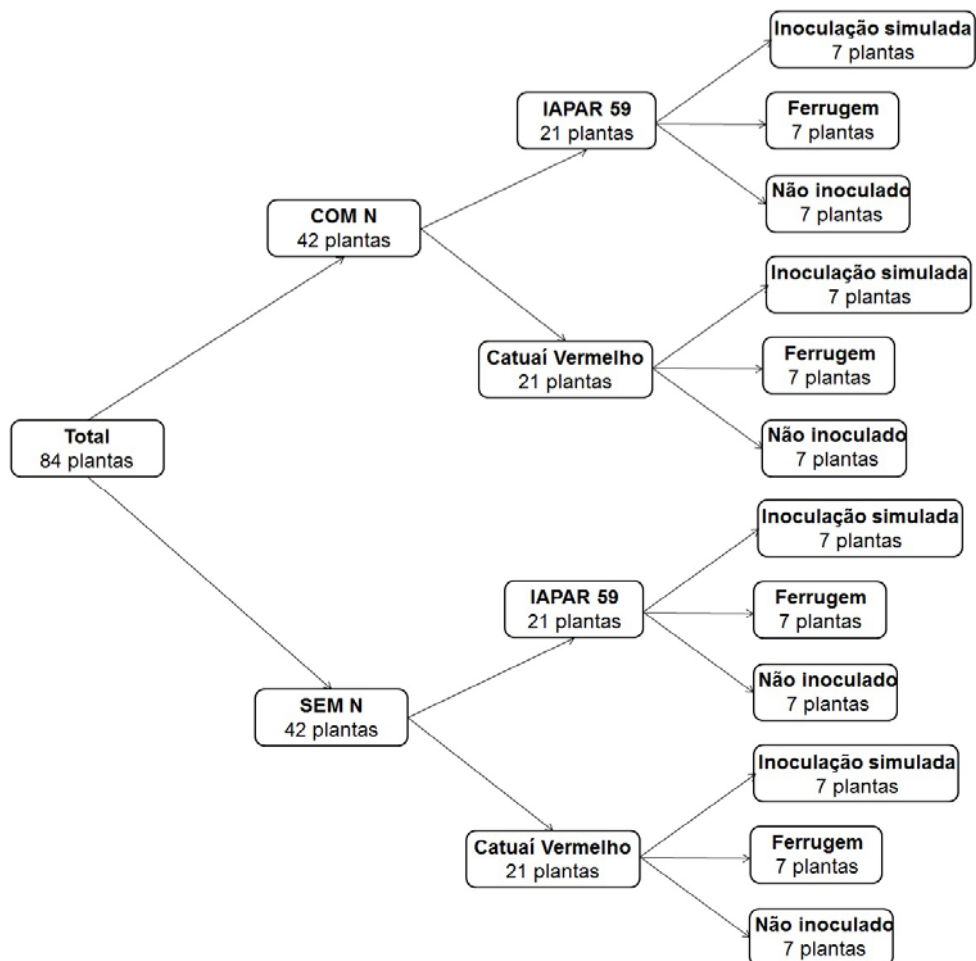 Inoculação simulada
7 plantas
IAPAR 59
21 plantas
Ferrugem
7 plantas
Não inoculado
7 plantas
COM N
42 plantas
Inoculação simulada
7 plantas
Catuaí Vermelho
21 plantas
Ferrugem
7 plantas
Não inoculado
7 plantas
Total
84 plantas
Inoculação simulada
7 plantas
IAPAR 59
21 plantas
Ferrugem
7 plantas
Não inoculado
7 plantas
SEM N
42 plantas
Inoculação simulada
7 plantas
Catuaí Vermelho
21 plantas
Ferrugem
7 plantas
Não inoculado
7 plantas